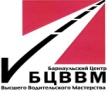 Барнаульский Центр
БЦВВМ
Высшего Водительского Мастерства